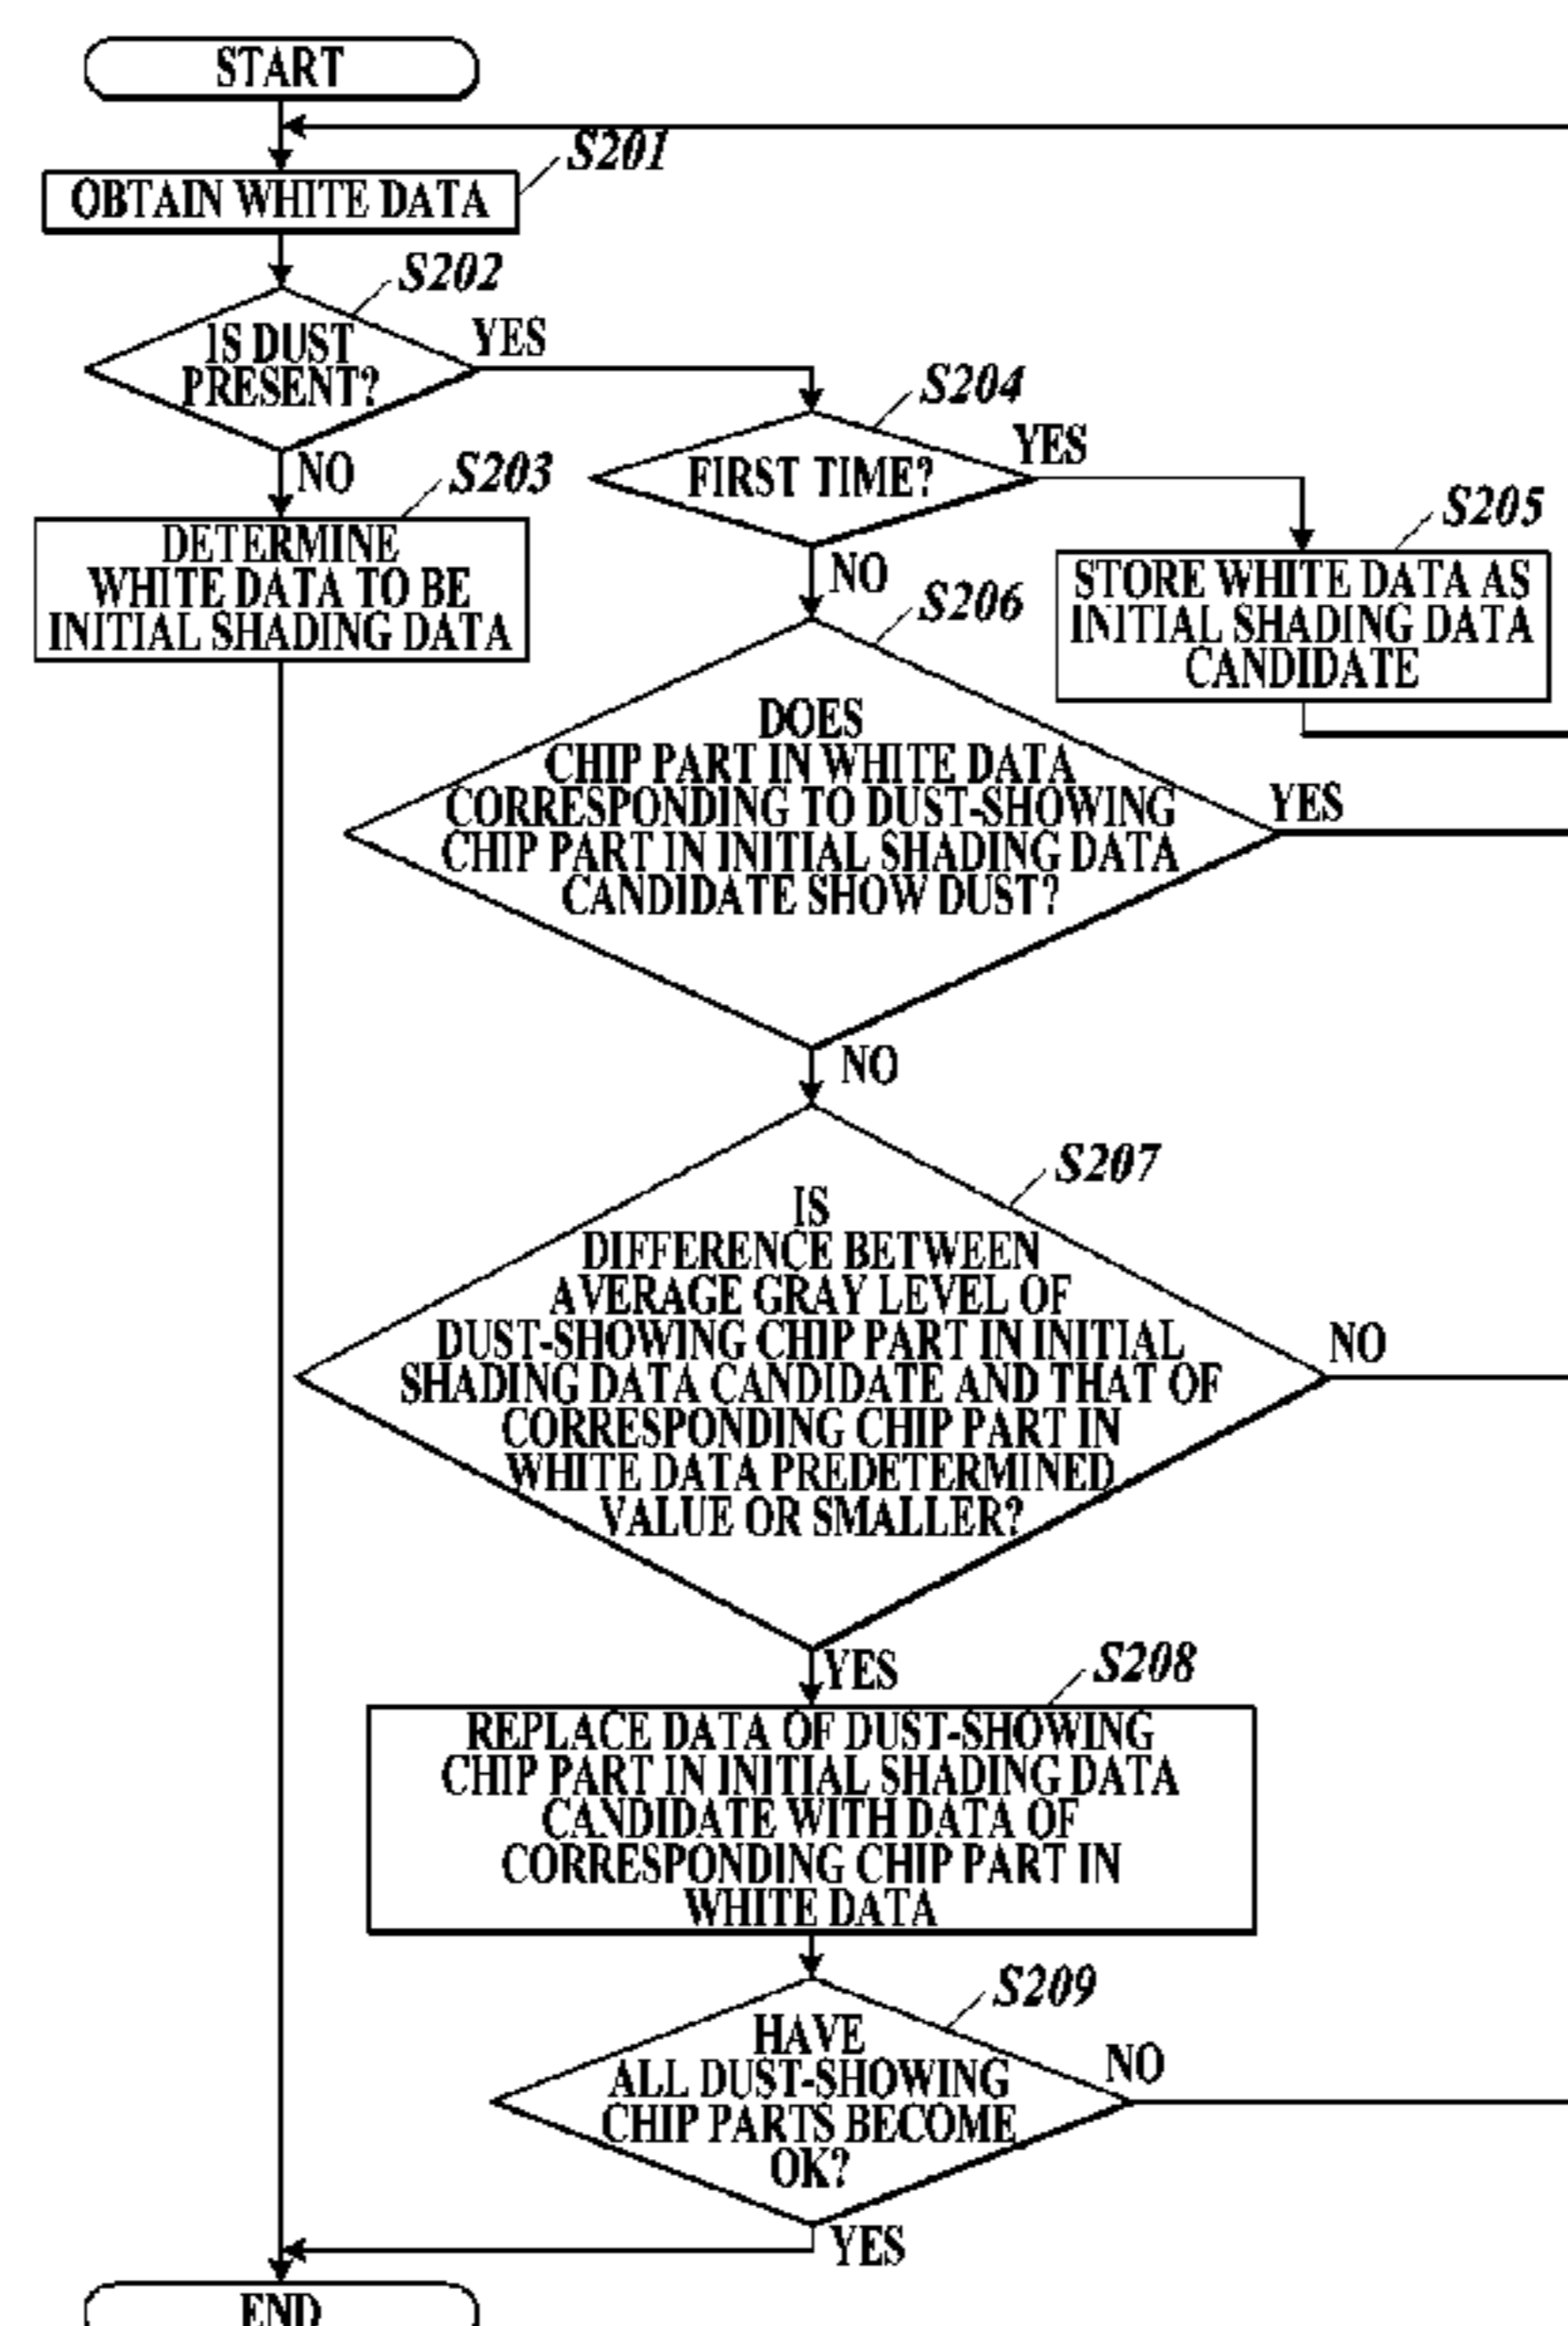 START
S201
OBTAIN WHITE DATA
S202
IS DUST
PRESENT?
YES
NO
S203
DETERMINE
WHITE DATA TO BE
INITIAL SHADING DATA
S204
FIRST TIME?
YES
NO
S205
STORE WHITE DATA AS
INITIAL SHADING DATA
CANDIDATE
S206
DOES
CHIP PART IN WHITE DATA
CORRESPONDING TO DUST-SHOWING
CHIP PART IN INITIAL SHADING DATA
CANDIDATE SHOW DUST?
YES
NO
S207
IS
DIFFERENCE BETWEEN
AVERAGE GRAY LEVEL OF
DUST-SHOWING CHIP PART IN INITIAL
SHADING DATA CANDIDATE AND THAT OF
CORRESPONDING CHIP PART IN
WHITE DATA PREDETERMINED
VALUE OR SMALLER?
NO
YES
S208
REPLACE DATA OF DUST-SHOWING
CHIP PART IN INITIAL SHADING DATA
CANDIDATE WITH DATA OF
CORRESPONDING CHIP PART IN
WHITE DATA
S209
HAVE
ALL DUST-SHOWING
CHIP PARTS BECOME
OK?
NO
YES
END